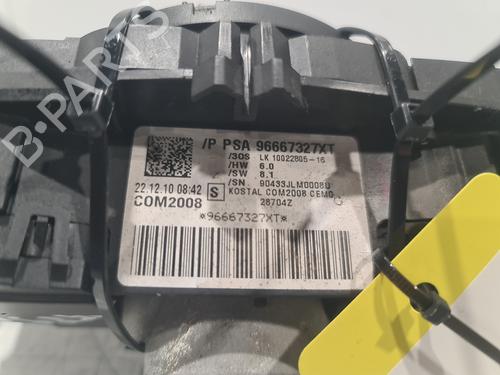 /P PSA 96667327XT
/30S LK 10022805-16
/HW 6.0
/SW 8.1
/SN. 90433JLM0008U
22.12.10 08:42 S KOSTAL COM2008 CEMO
COM2008 28704Z G
*96667327XT*
B-PARTS